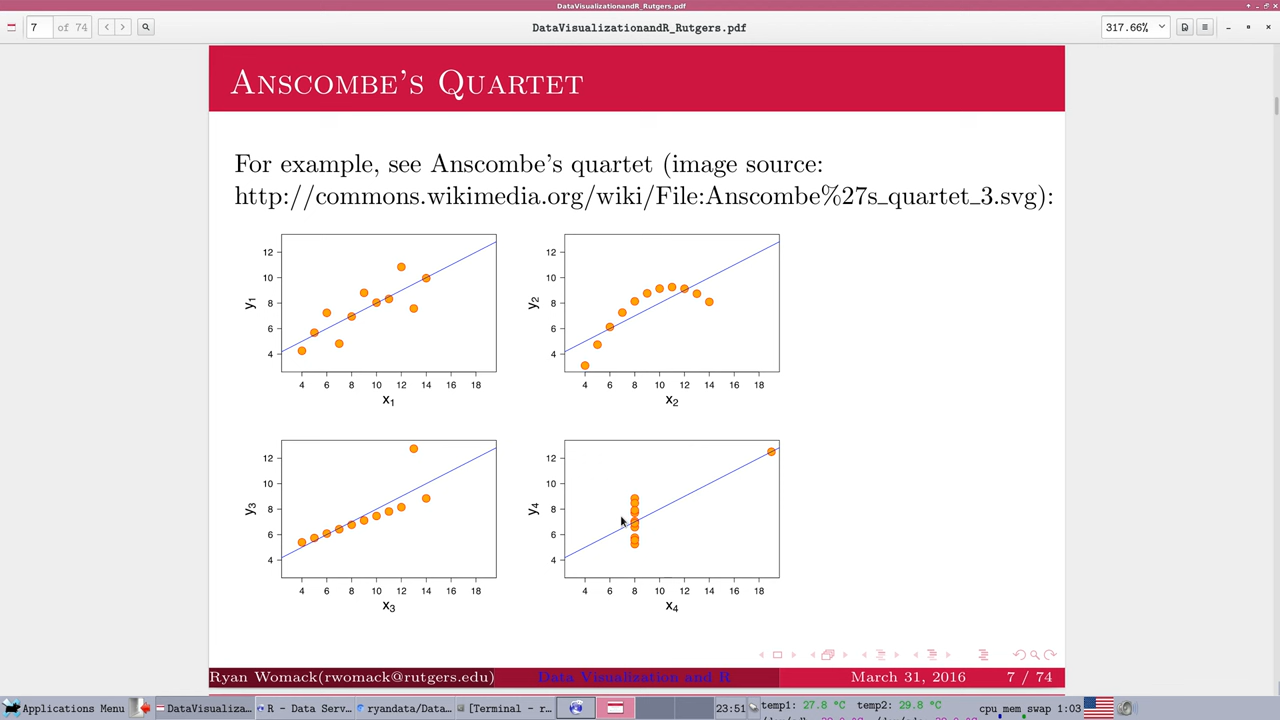 DataVisualizationandR_Rutgers.pdf
7 of 74
DataVisualizationandR_Rutgers.pdf
317.66%
Anscombe's Quartet
For example, see Anscombe's quartet (image source:
http://commons.wikimedia.org/wiki/File:Anscombe%27s_quartet_3.svg):
12
10
8
6
4
y1
4 6 8 10 12 14 16 18
x1
12
10
8
6
4
y2
4 6 8 10 12 14 16 18
x2
12
10
8
6
4
y3
4 6 8 10 12 14 16 18
x3
12
10
8
6
4
y4
4 6 8 10 12 14 16 18
x4
Ryan Womack(rwomack@rutgers.edu) Data Visualization and R March 31, 2016 7 / 74
Applications Menu DataVisualiza... R - Data Serv... ryan/Data... [Terminal - r... 23:51 temp1: 27.8 °C temp2: 29.8 °C cpu mem swap 1:03